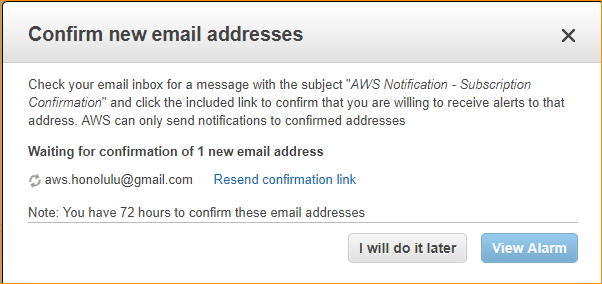 Confirm new email addresses
Check your email inbox for a message with the subject "AWS Notification - Subscription
Confirmation" and click the included link to confirm that you are willing to receive alerts to that
address. AWS can only send notifications to confirmed addresses
Waiting for confirmation of 1 new email address
aws.honolulu@gmail.com Resend confirmation link
Note: You have 72 hours to confirm these email addresses
I will do it later View Alarm